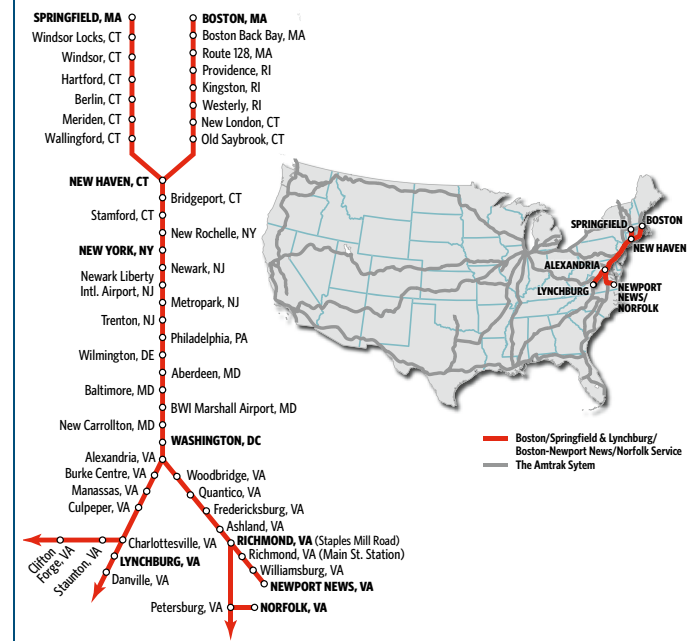 SPRINGFIELD, MA
Windsor Locks, CT
Windsor, CT
Hartford, CT
Berlin, CT
Meriden, CT
Wallingford, CT
BOSTON, MA
Boston Back Bay, MA
Route 128, MA
Providence, RI
Kingston, RI
Westerly, RI
New London, CT
Old Saybrook, CT
NEW HAVEN, CT
Bridgeport, CT
Stamford, CT
New Rochelle, NY
NEW YORK, NY
Newark, NJ
Newark Liberty
Intl. Airport, NJ
Metropark, NJ
Trenton, NJ
Philadelphia, PA
Wilmington, DE
Aberdeen, MD
Baltimore, MD
BWI Marshall Airport, MD
New Carrollton, MD
WASHINGTON, DC
Alexandria, VA
Burke Centre, VA
Manassas, VA
Culpeper, VA
Charlottesville, VA
Clifton
Forge, VA
Staunton, VA
LYNCHBURG, VA
Danville, VA
Woodbridge, VA
Quantico, VA
Fredericksburg, VA
Ashland, VA
RICHMOND, VA (Staples Mill Road)
Richmond, VA (Main St. Station)
Williamsburg, VA
NEWPORT NEWS, VA
Petersburg, VA
NORFOLK, VA
SPRINGFIELD
BOSTON
NEW HAVEN
ALEXANDRIA
LYNCHBURG
NEWPORT
NEWS/
NORFOLK
Boston/Springfield & Lynchburg/
Boston-Newport News/Norfolk Service
The Amtrak Sytem